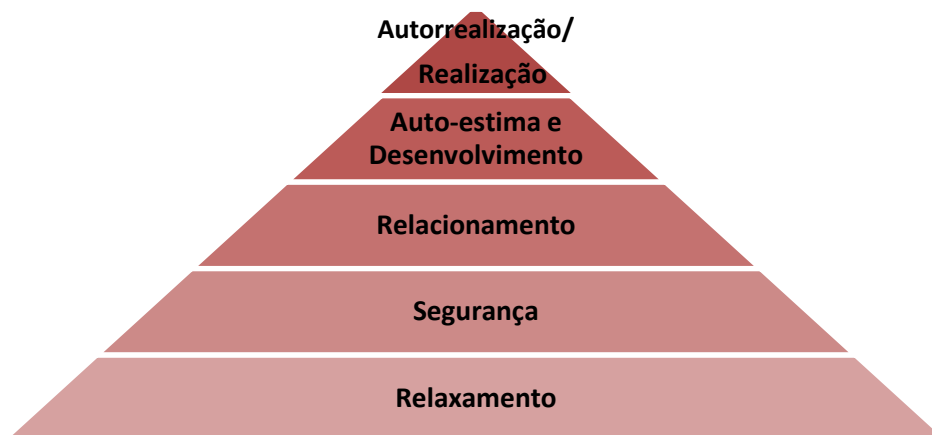 Autorrealização/
Realização
Auto-estima e
Desenvolvimento
Relacionamento
Segurança
Relaxamento